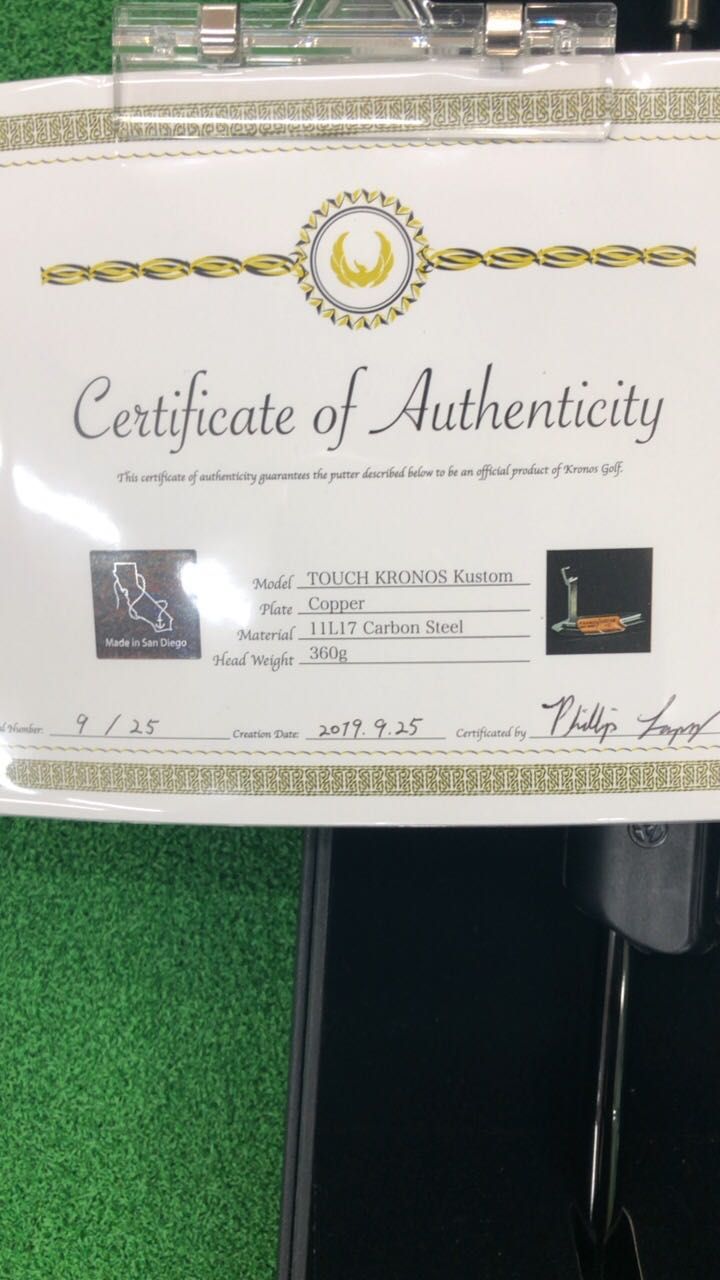 Certificate of Authenticity
This certificate of authenticity guarantees the putter described below to be an official product of Kronos Golf.
Made in San Diego
Model TOUCH KRONOS Kustom
Plate Copper
Material 11L17 Carbon Steel
Head Weight 360g
Number: 9/25 Creation Date: 2019.9.25 Certificated by Phillip